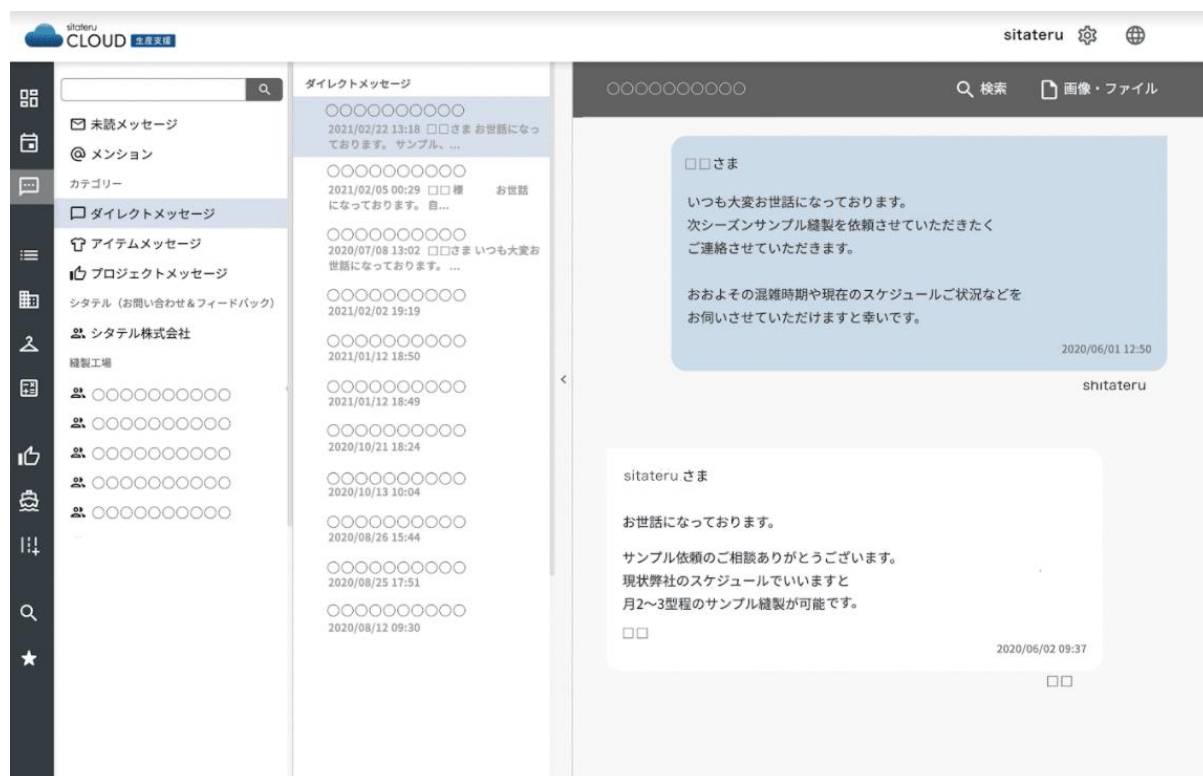 sitateru
CLOUD 生産支援
sitateru
未読メッセージ
@ メンション
カテゴリー
ダイレクトメッセージ
アイテムメッセージ
プロジェクトメッセージ
シタテル（お問い合わせ＆フィードバック）
シタテル株式会社
縫製工場
○○○○○○○○○○
○○○○○○○○○○
○○○○○○○○○○
○○○○○○○○○○
○○○○○○○○○○
ダイレクトメッセージ
○○○○○○○○○○
2021/02/22 13:18 □□さま お世話になっ
ております。 サンプル、...
○○○○○○○○○○
2021/02/05 00:29 □□ 様 お世話
になっております。 自...
○○○○○○○○○○
2020/07/08 13:02 □□さま いつも大変お
世話になっております。 ...
○○○○○○○○○○
2021/02/02 19:19
○○○○○○○○○○
2021/01/12 18:50
○○○○○○○○○○
2021/01/12 18:49
○○○○○○○○○○
2020/10/21 18:24
○○○○○○○○○○
2020/10/13 10:04
○○○○○○○○○○
2020/08/26 15:44
○○○○○○○○○○
2020/08/25 17:51
○○○○○○○○○○
2020/08/12 09:30
○○○○○○○○○○
検索
画像・ファイル
□□さま
いつも大変お世話になっております。
次シーズンサンプル縫製を依頼させていただきたく
ご連絡させていただきます。
おおよその混雑時期や現在のスケジュールご状況などを
お伺いさせていただけますと幸いです。
2020/06/01 12:50
shitateru
sitateru さま
お世話になっております。
サンプル依頼のご相談ありがとうございます。
現状弊社のスケジュールでいいますと
月2〜3型程のサンプル縫製が可能です。
□□
2020/06/02 09:37
□□